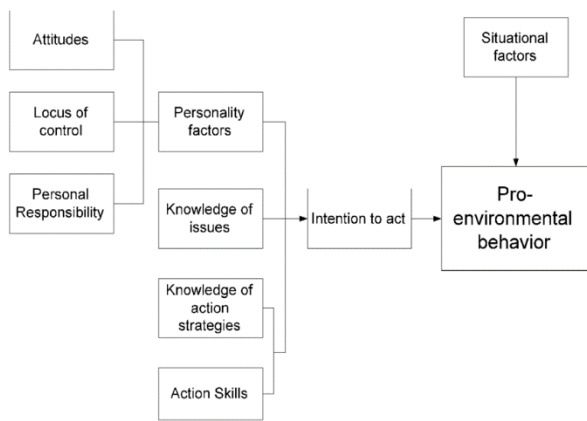 Attitudes
Locus of
control
Personal
Responsibility
Personality
factors
Knowledge of
issues
Knowledge of
action
strategies
Action Skills
Intention to act
Situational
factors
Pro-
environmental
behavior